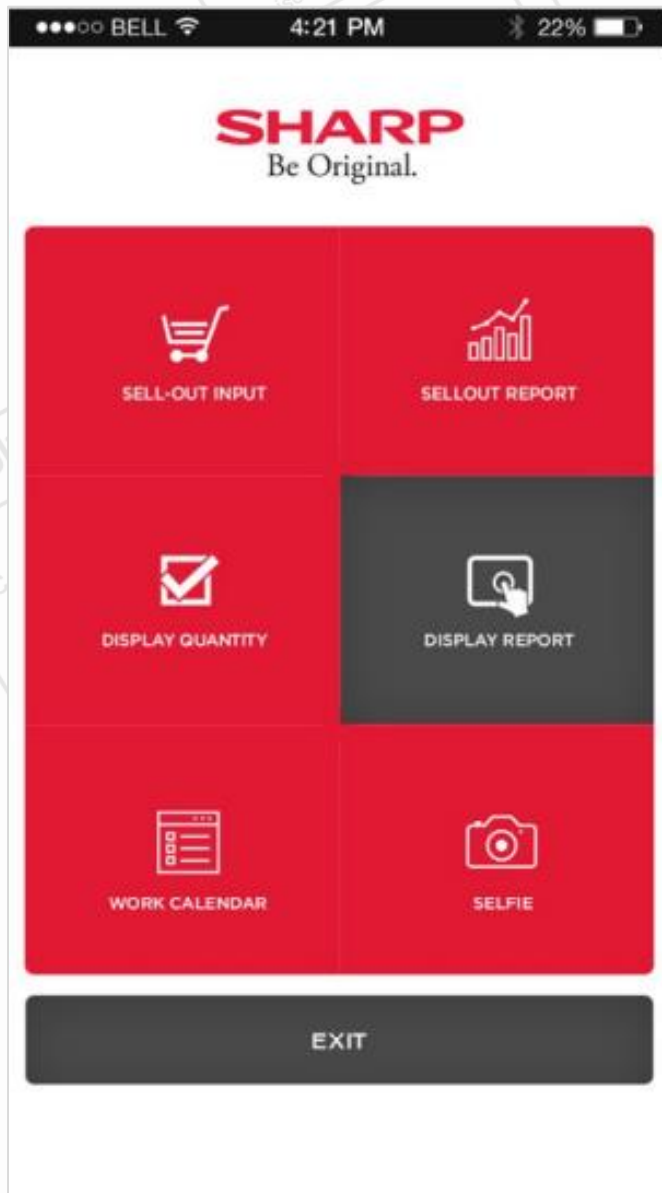 BELL 4:21 PM 22%
SHARP
Be Original.
SELL-OUT INPUT SELLOUT REPORT
DISPLAY QUANTITY DISPLAY REPORT
WORK CALENDAR SELFIE
EXIT